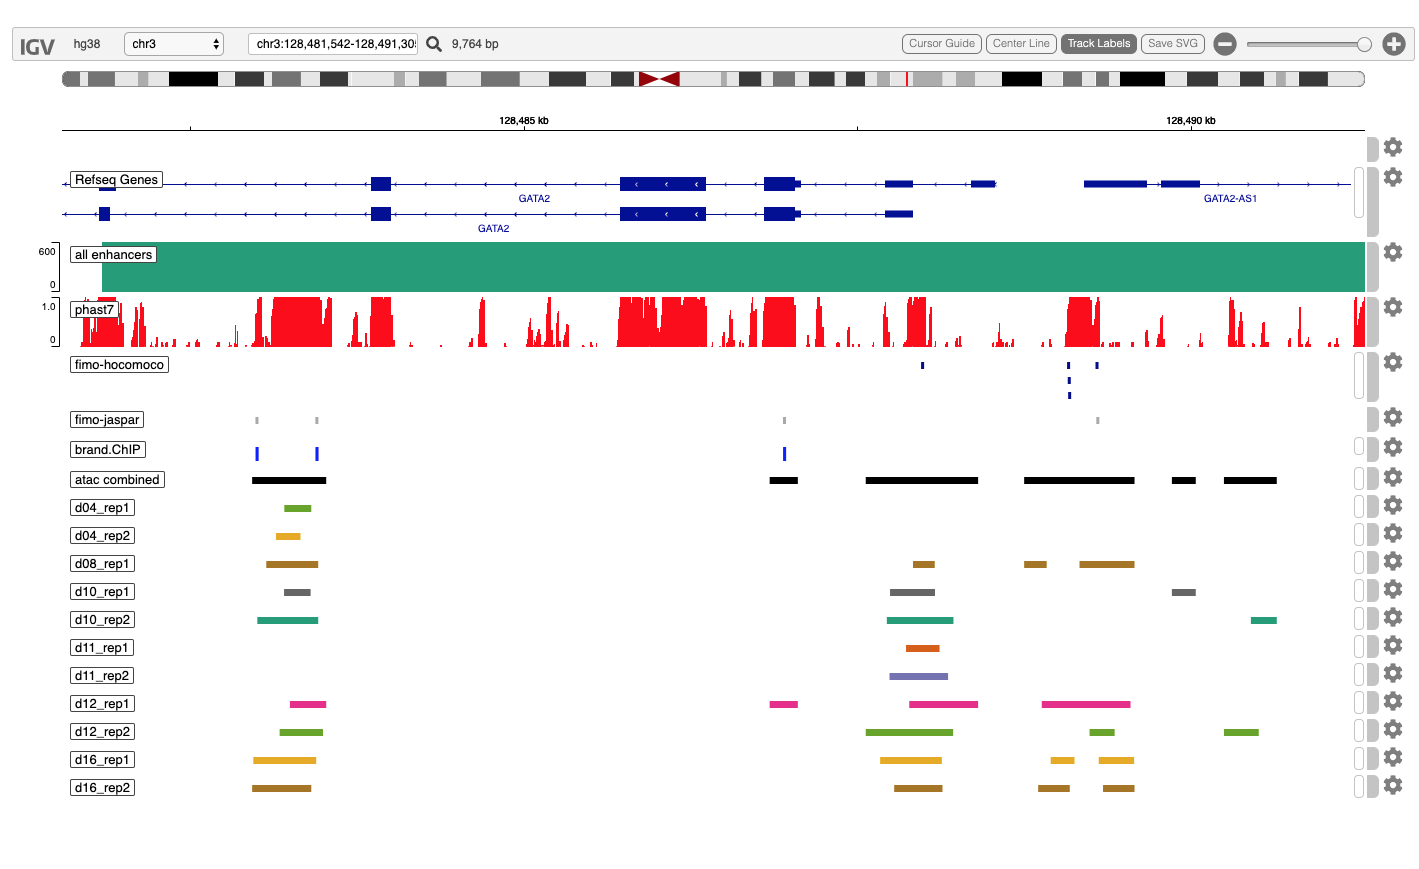 IGV hg38 chr3 chr3:128,481,542-128,491,305 9,764 bp Cursor Guide Center Line Track Labels Save SVG
128,485 kb 128,490 kb
Refseq Genes
GATA2 GATA2-AS1
GATA2
600 all enhancers
0
1.0 phast7
0
fimo-hocomoco
fimo-jaspar
brand.ChIP
atac combined
d04_rep1
d04_rep2
d08_rep1
d10_rep1
d10_rep2
d11_rep1
d11_rep2
d12_rep1
d12_rep2
d16_rep1
d16_rep2